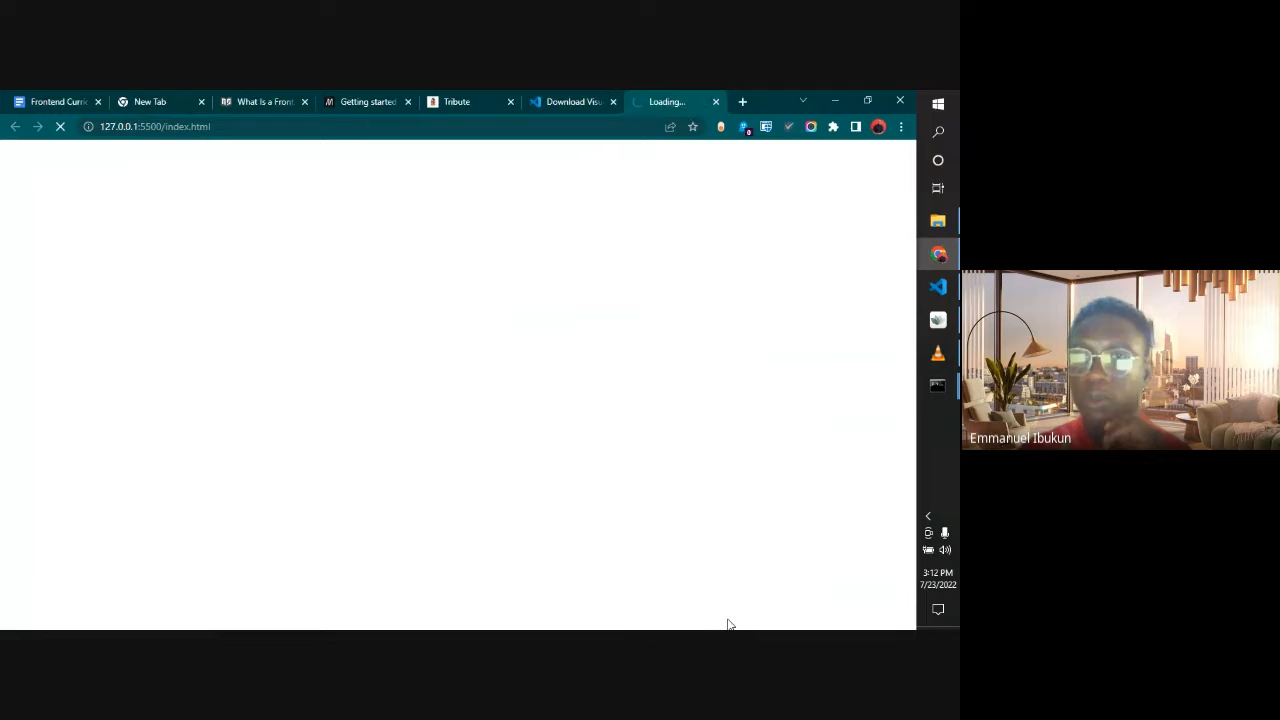 Frontend Curric
New Tab
What Is a Front
Getting started
Tribute
Download Visu
Loading...
127.0.0.1:5500/index.html
0
Emmanuel Ibukun
3:12 PM
7/23/2022